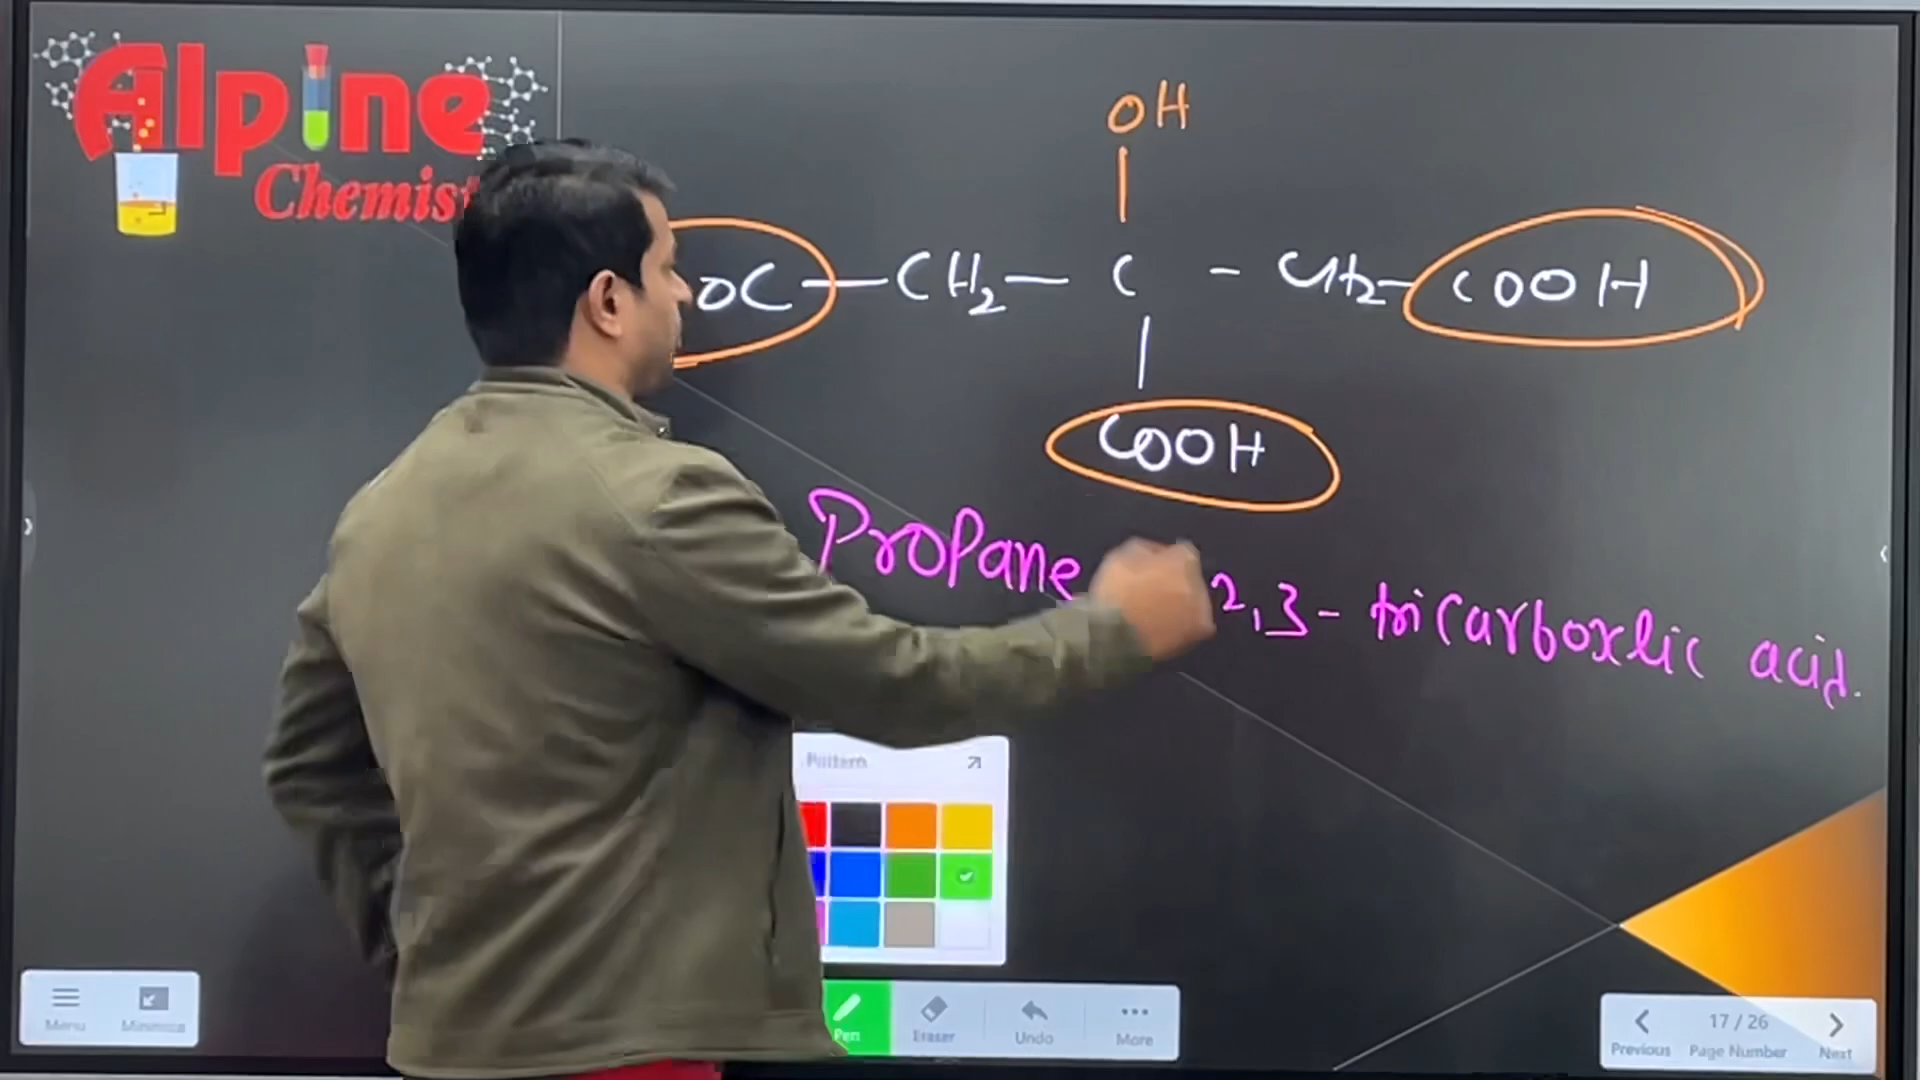 Alpine
Chemist
OH
OC — CH2 — C - CH2 - COOH
COOH
Propane 2,3 - tricarboxlic acid.
Pattern
Menu
Minimize
Pen
Eraser
Undo
More
17 / 26
Previous
Page Number
Next